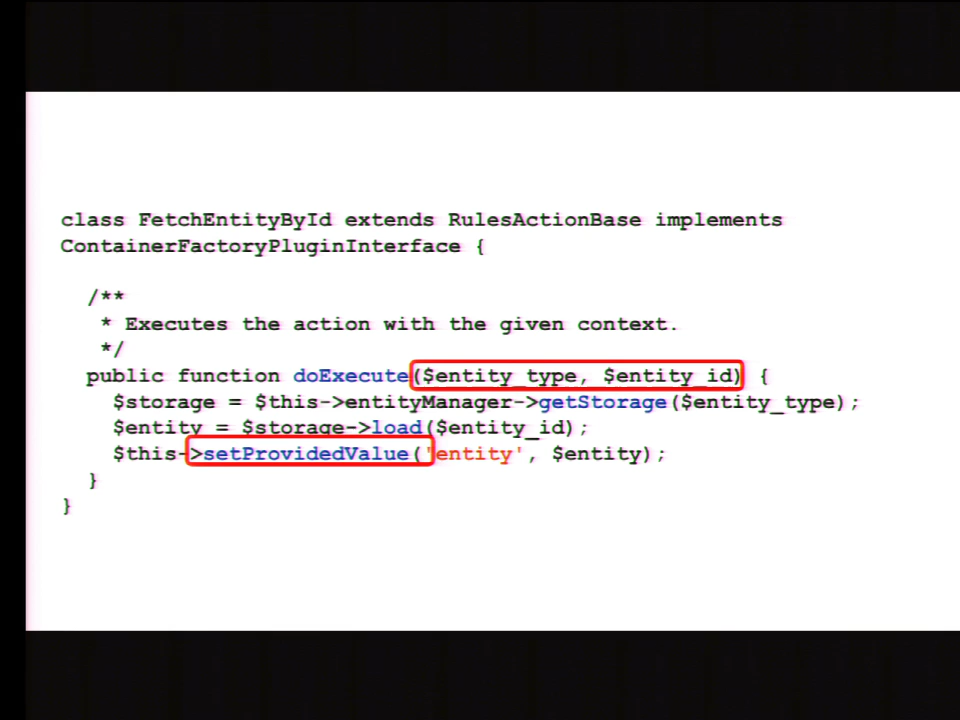 class FetchEntityById extends RulesActionBase implements
ContainerFactoryPluginInterface {
/**
* Executes the action with the given context.
*/
public function doExecute($entity_type, $entity_id) {
$storage = $this->entityManager->getStorage($entity_type);
$entity = $storage->load($entity_id);
$this->setProvidedValue('entity', $entity);
}
}